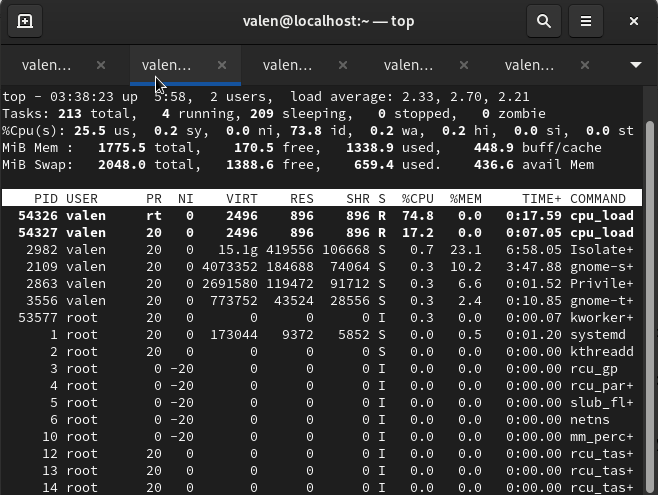 valen@localhost:~ — top
valen… × valen… × valen… × valen… × valen… ×
top - 03:38:23 up  5:58,  2 users,  load average: 2.33, 2.70, 2.21
Tasks: 213 total,   4 running, 209 sleeping,   0 stopped,   0 zombie
%Cpu(s): 25.5 us,  0.2 sy,  0.0 ni, 73.8 id,  0.2 wa,  0.2 hi,  0.0 si,  0.0 st
MiB Mem :   1775.5 total,    170.5 free,   1338.9 used,    448.9 buff/cache
MiB Swap:   2048.0 total,   1388.6 free,    659.4 used.    436.6 avail Mem
PID USER PR NI VIRT RES SHR S %CPU %MEM TIME+ COMMAND
54326 valen rt 0 2496 896 896 R 74.8 0.0 0:17.59 cpu_load
54327 valen 20 0 2496 896 896 R 17.2 0.0 0:07.05 cpu_load
2982 valen 20 0 15.1g 419556 106668 S 0.7 23.1 6:58.05 Isolate+
2109 valen 20 0 4073352 184688 74064 S 0.3 10.2 3:47.88 gnome-s+
2863 valen 20 0 2691580 119472 91712 S 0.3 6.6 0:01.52 Privile+
3556 valen 20 0 773752 43524 28556 S 0.3 2.4 0:10.85 gnome-t+
53577 root 20 0 0 0 0 I 0.3 0.0 0:00.07 kworker+
1 root 20 0 173044 9372 5852 S 0.0 0.5 0:01.20 systemd
2 root 20 0 0 0 0 S 0.0 0.0 0:00.00 kthreadd
3 root 0 -20 0 0 0 I 0.0 0.0 0:00.00 rcu_gp
4 root 0 -20 0 0 0 I 0.0 0.0 0:00.00 rcu_par+
5 root 0 -20 0 0 0 I 0.0 0.0 0:00.00 slub_fl+
6 root 0 -20 0 0 0 I 0.0 0.0 0:00.00 netns
10 root 0 -20 0 0 0 I 0.0 0.0 0:00.00 mm_perc+
12 root 20 0 0 0 0 I 0.0 0.0 0:00.00 rcu_tas+
13 root 20 0 0 0 0 I 0.0 0.0 0:00.00 rcu_tas+
14 root 20 0 0 0 0 I 0.0 0.0 0:00.00 rcu_tas+